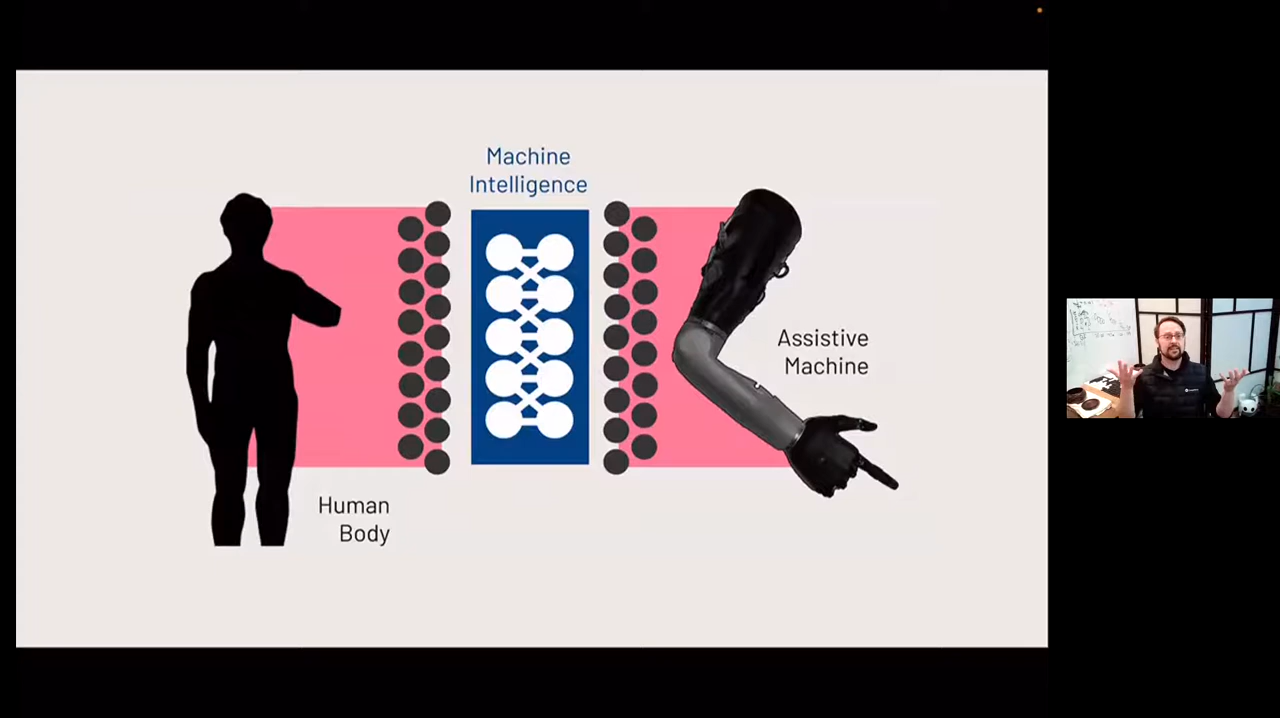 Machine
Intelligence
Assistive
Machine
Human
Body